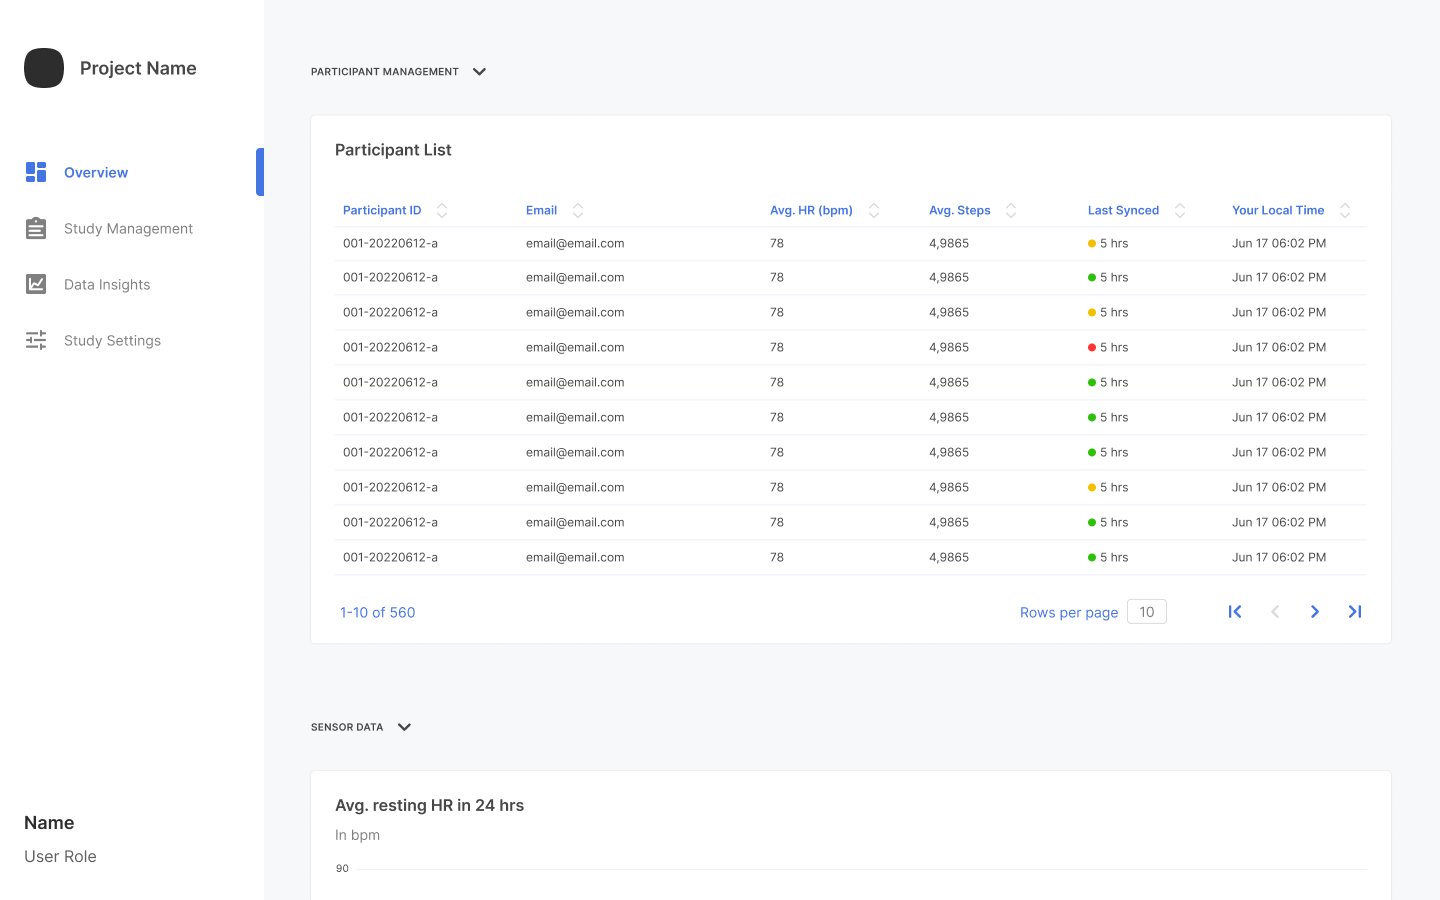 Project Name
Overview
Study Management
Data Insights
Study Settings
Name
User Role
PARTICIPANT MANAGEMENT
Participant List
Participant ID Email Avg. HR (bpm) Avg. Steps Last Synced Your Local Time
001-20220612-a email@email.com 78 4,9865 5 hrs Jun 17 06:02 PM
001-20220612-a email@email.com 78 4,9865 5 hrs Jun 17 06:02 PM
001-20220612-a email@email.com 78 4,9865 5 hrs Jun 17 06:02 PM
001-20220612-a email@email.com 78 4,9865 5 hrs Jun 17 06:02 PM
001-20220612-a email@email.com 78 4,9865 5 hrs Jun 17 06:02 PM
001-20220612-a email@email.com 78 4,9865 5 hrs Jun 17 06:02 PM
001-20220612-a email@email.com 78 4,9865 5 hrs Jun 17 06:02 PM
001-20220612-a email@email.com 78 4,9865 5 hrs Jun 17 06:02 PM
001-20220612-a email@email.com 78 4,9865 5 hrs Jun 17 06:02 PM
001-20220612-a email@email.com 78 4,9865 5 hrs Jun 17 06:02 PM
1-10 of 560 Rows per page 10
SENSOR DATA
Avg. resting HR in 24 hrs
In bpm
90